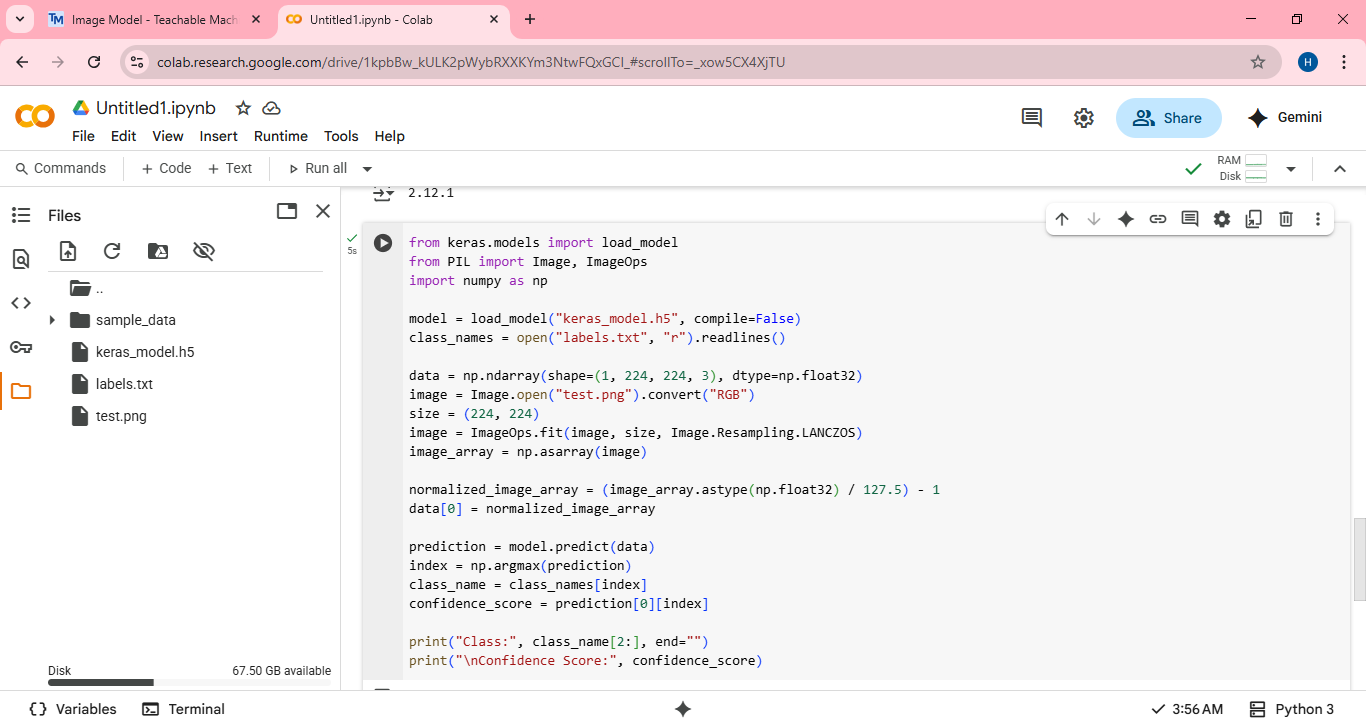 Image Model - Teachable Mach
Untitled1.ipynb - Colab
colab.research.google.com/drive/1kpbBw_kULK2pWybRXXKYm3NtwFQxGCl_#scrollTo=_xow5CX4XjTU
H
Untitled1.ipynb
File Edit View Insert Runtime Tools Help
Share
Gemini
Commands + Code + Text Run all
RAM
Disk
Files
..
sample_data
keras_model.h5
labels.txt
test.png
Disk 67.50 GB available
2.12.1
5s
from keras.models import load_model
from PIL import Image, ImageOps
import numpy as np
model = load_model("keras_model.h5", compile=False)
class_names = open("labels.txt", "r").readlines()
data = np.ndarray(shape=(1, 224, 224, 3), dtype=np.float32)
image = Image.open("test.png").convert("RGB")
size = (224, 224)
image = ImageOps.fit(image, size, Image.Resampling.LANCZOS)
image_array = np.asarray(image)
normalized_image_array = (image_array.astype(np.float32) / 127.5) - 1
data[0] = normalized_image_array
prediction = model.predict(data)
index = np.argmax(prediction)
class_name = class_names[index]
confidence_score = prediction[0][index]
print("Class:", class_name[2:], end="")
print("\nConfidence Score:", confidence_score)
Variables Terminal
3:56 AM Python 3